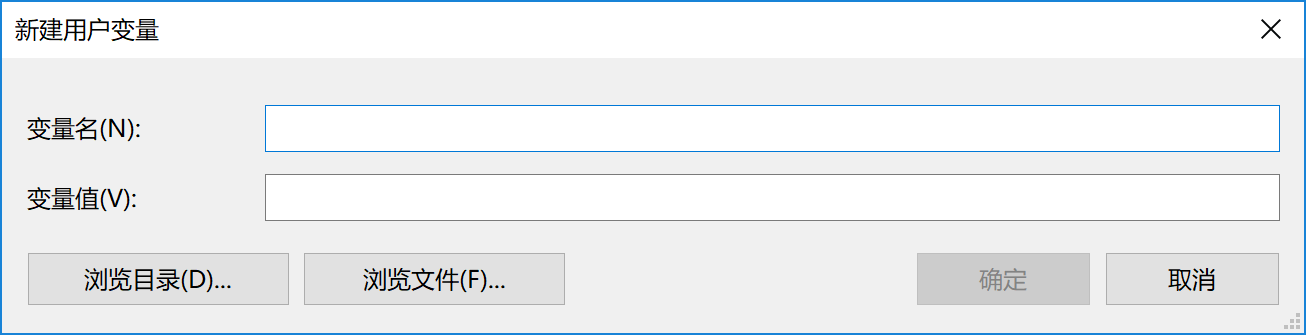 新建用户变量
变量名(N):
变量值(V):
浏览目录(D)...
浏览文件(F)...
确定
取消